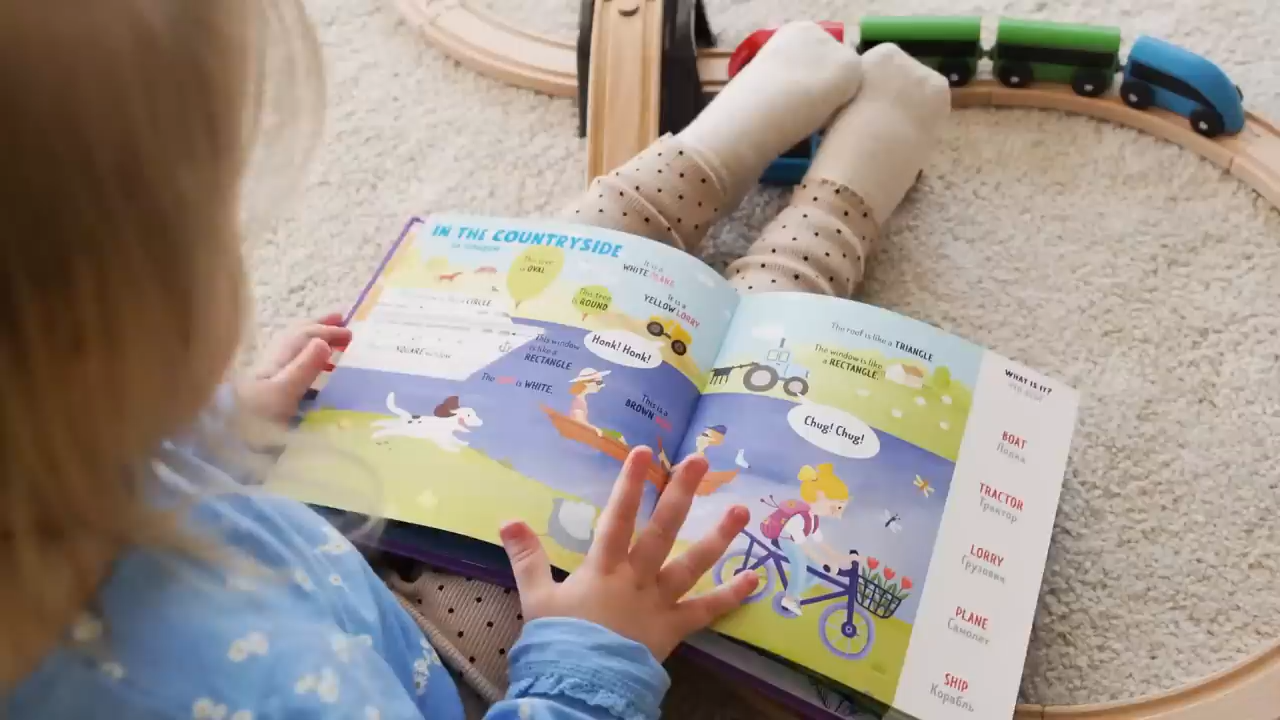 IN THE COUNTRYSIDE
This tree
is OVAL
It is a
WHITE PLANE
This tree
is ROUND
It is a
YELLOW LORRY
CIRCLE
SQUARE
This window
is like a
RECTANGLE
Honk! Honk!
The
is WHITE.
This is a
BROWN
The roof is like a TRIANGLE
The window is like
a RECTANGLE.
Chug! Chug!
WHAT IS IT?
BOAT
Лодка
TRACTOR
Трактор
LORRY
Грузовик
PLANE
Самолет
SHIP
Корабль